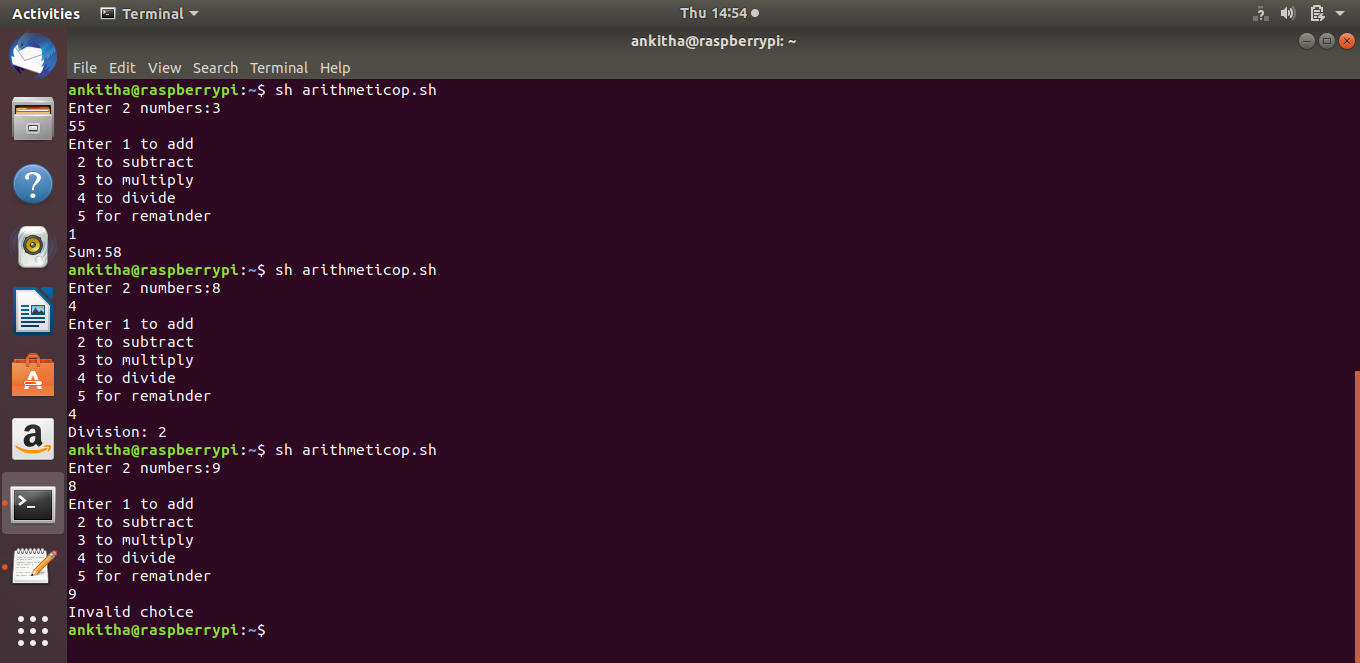 Activities Terminal Thu 14:54
ankitha@raspberrypi: ~
File Edit View Search Terminal Help
ankitha@raspberrypi:~$ sh arithmeticop.sh
Enter 2 numbers:3
55
Enter 1 to add
 2 to subtract
 3 to multiply
 4 to divide
 5 for remainder
1
Sum:58
ankitha@raspberrypi:~$ sh arithmeticop.sh
Enter 2 numbers:8
4
Enter 1 to add
 2 to subtract
 3 to multiply
 4 to divide
 5 for remainder
4
Division: 2
ankitha@raspberrypi:~$ sh arithmeticop.sh
Enter 2 numbers:9
8
Enter 1 to add
 2 to subtract
 3 to multiply
 4 to divide
 5 for remainder
9
Invalid choice
ankitha@raspberrypi:~$